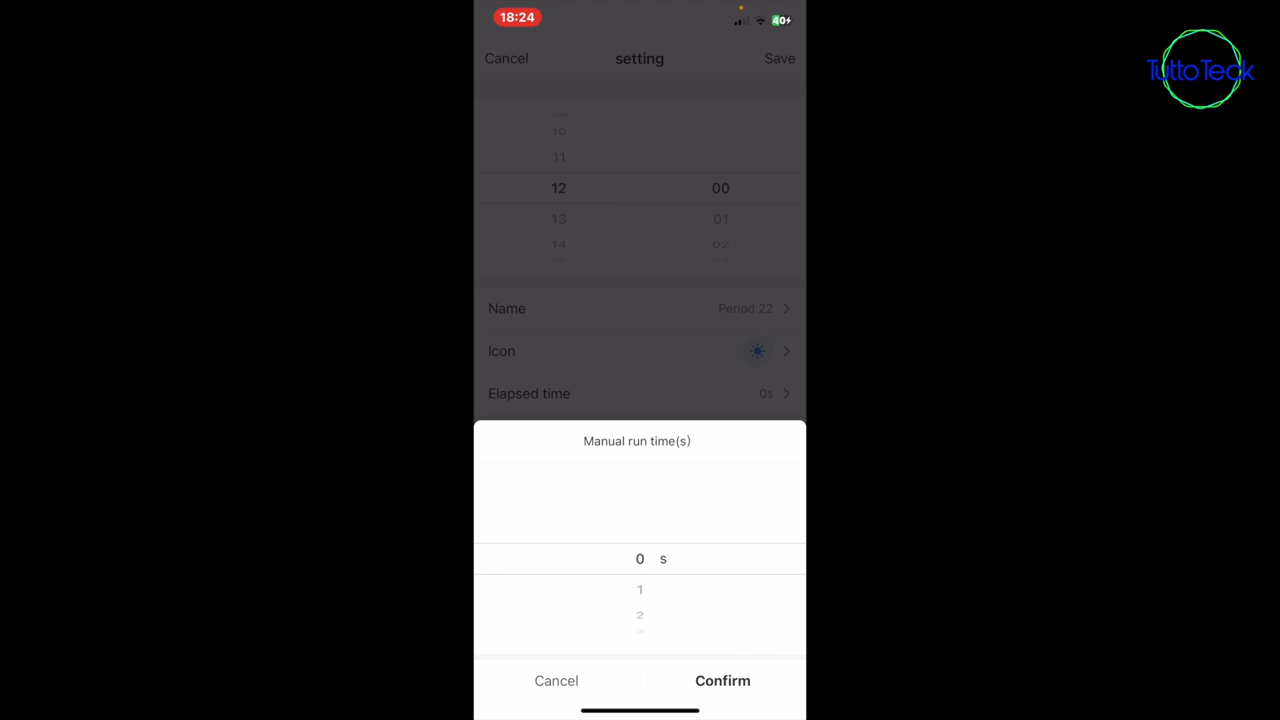 18:24
40
Cancel setting Save
10
11
12 00
13 01
14 02
Name Period 22
Icon
Elapsed time 0s
Manual run time(s)
0 s
1
2
Cancel Confirm
TuttoTeck